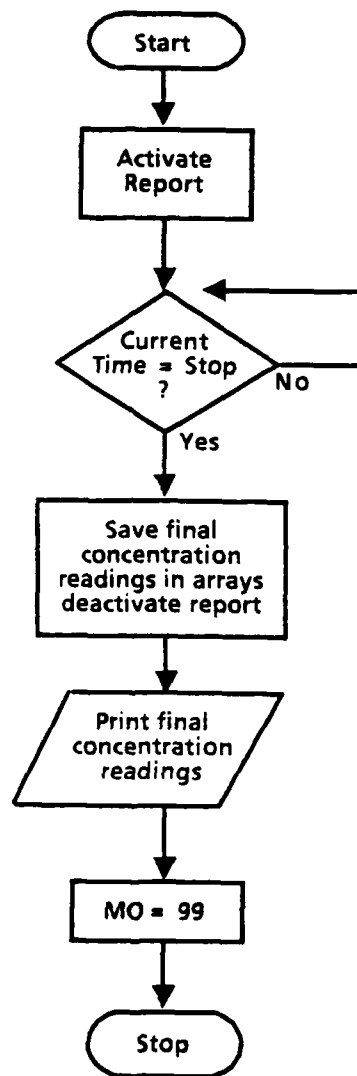 Start
Activate
Report
Current
Time = Stop
?
No
Yes
Save final
concentration
readings in arrays
deactivate report
Print final
concentration
readings
MO = 99
Stop